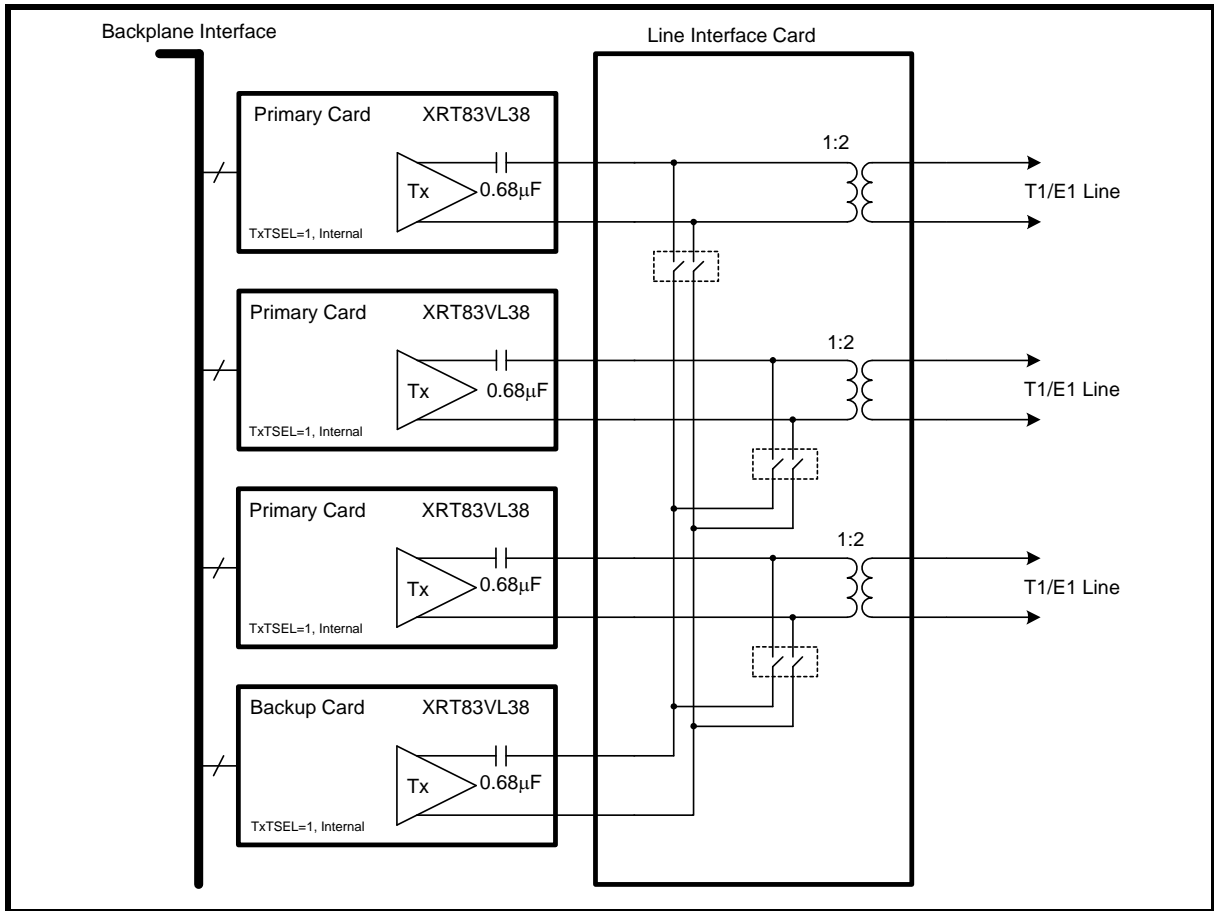 Backplane Interface
Line Interface Card
Primary Card XRT83VL38
1:2
Tx
0.68μF
T1/E1 Line
TxTSEL=1, Internal
Primary Card XRT83VL38
1:2
Tx
0.68μF
T1/E1 Line
TxTSEL=1, Internal
Primary Card XRT83VL38
1:2
Tx
0.68μF
T1/E1 Line
TxTSEL=1, Internal
Backup Card XRT83VL38
Tx
0.68μF
TxTSEL=1, Internal